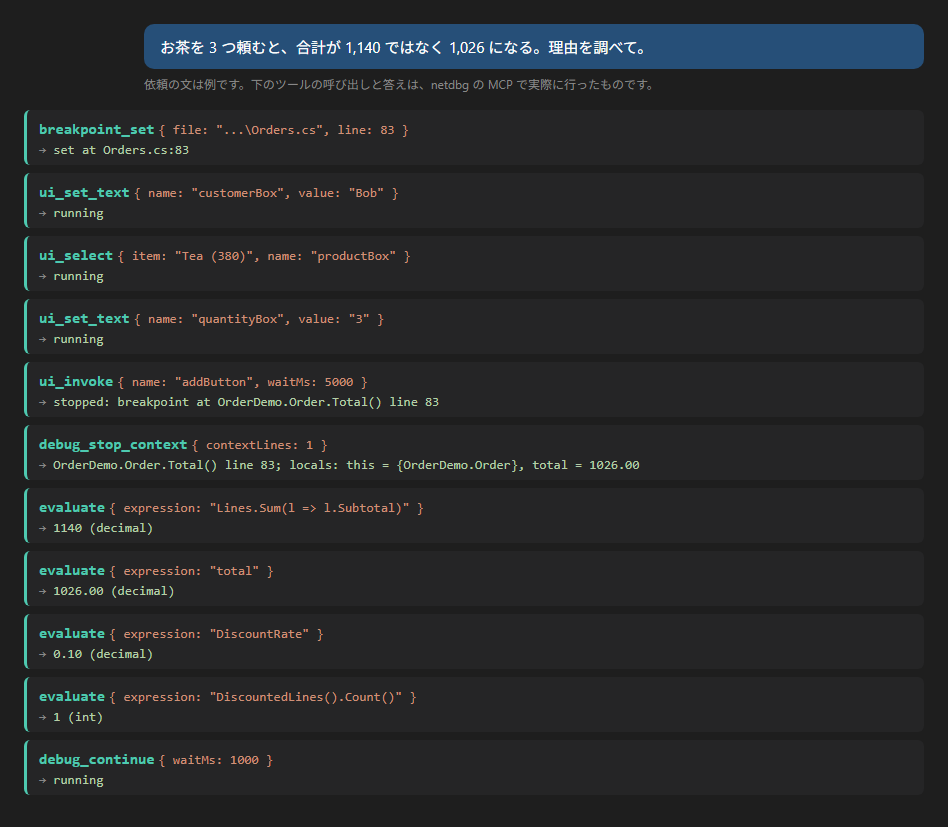 お茶を 3 つ頼むと、合計が 1,140 ではなく 1,026 になる。理由を調べて。
依頼の文は例です。下のツールの呼び出しと答えは、netdbg の MCP で実際に行ったものです。
breakpoint_set { file: "...\Orders.cs", line: 83 }
→ set at Orders.cs:83
ui_set_text { name: "customerBox", value: "Bob" }
→ running
ui_select { item: "Tea (380)", name: "productBox" }
→ running
ui_set_text { name: "quantityBox", value: "3" }
→ running
ui_invoke { name: "addButton", waitMs: 5000 }
→ stopped: breakpoint at OrderDemo.Order.Total() line 83
debug_stop_context { contextLines: 1 }
→ OrderDemo.Order.Total() line 83; locals: this = {OrderDemo.Order}, total = 1026.00
evaluate { expression: "Lines.Sum(l => l.Subtotal)" }
→ 1140 (decimal)
evaluate { expression: "total" }
→ 1026.00 (decimal)
evaluate { expression: "DiscountRate" }
→ 0.10 (decimal)
evaluate { expression: "DiscountedLines().Count()" }
→ 1 (int)
debug_continue { waitMs: 1000 }
→ running